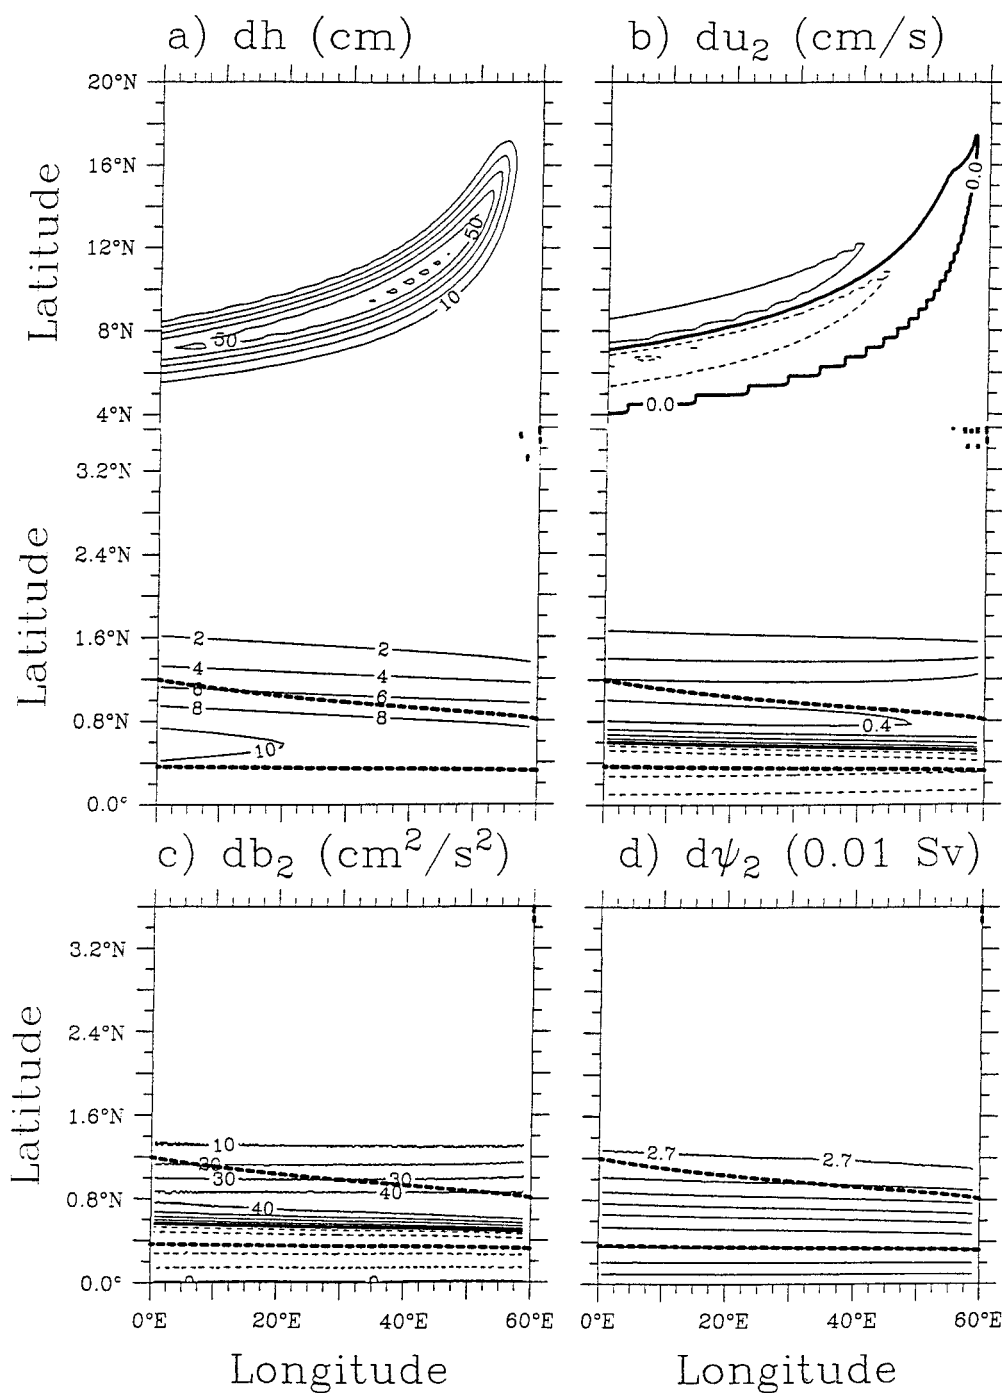 a) dh (cm)
b) du₂ (cm/s)
20°N
16°N
12°N
8°N
4°N
Latitude
50
50
10
0.0
0.0
3.2°N
2.4°N
1.6°N
0.8°N
0.0°
Latitude
2
2
4
4
6
6
8
8
10
0.4
c) db₂ (cm²/s²)
d) dψ₂ (0.01 Sv)
3.2°N
2.4°N
1.6°N
0.8°N
0.0°
Latitude
10
30
30
40
40
0
0
2.7
2.7
0°E
20°E
40°E
60°E
0°E
20°E
40°E
60°E
Longitude
Longitude